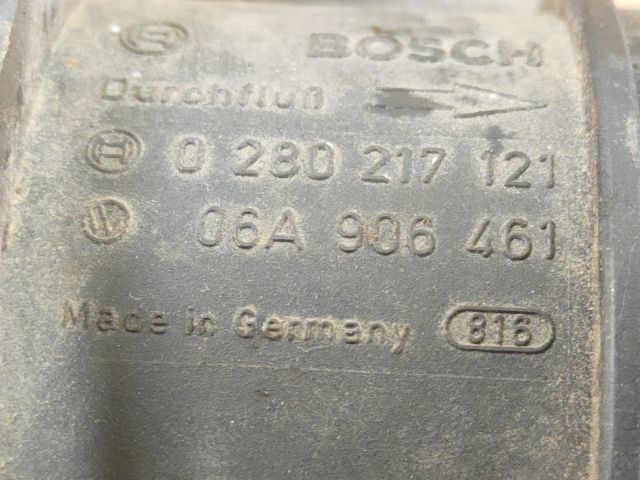 BOSCH
Durchfluß
0 280 217 121
06A 906 461
Made in Germany 816